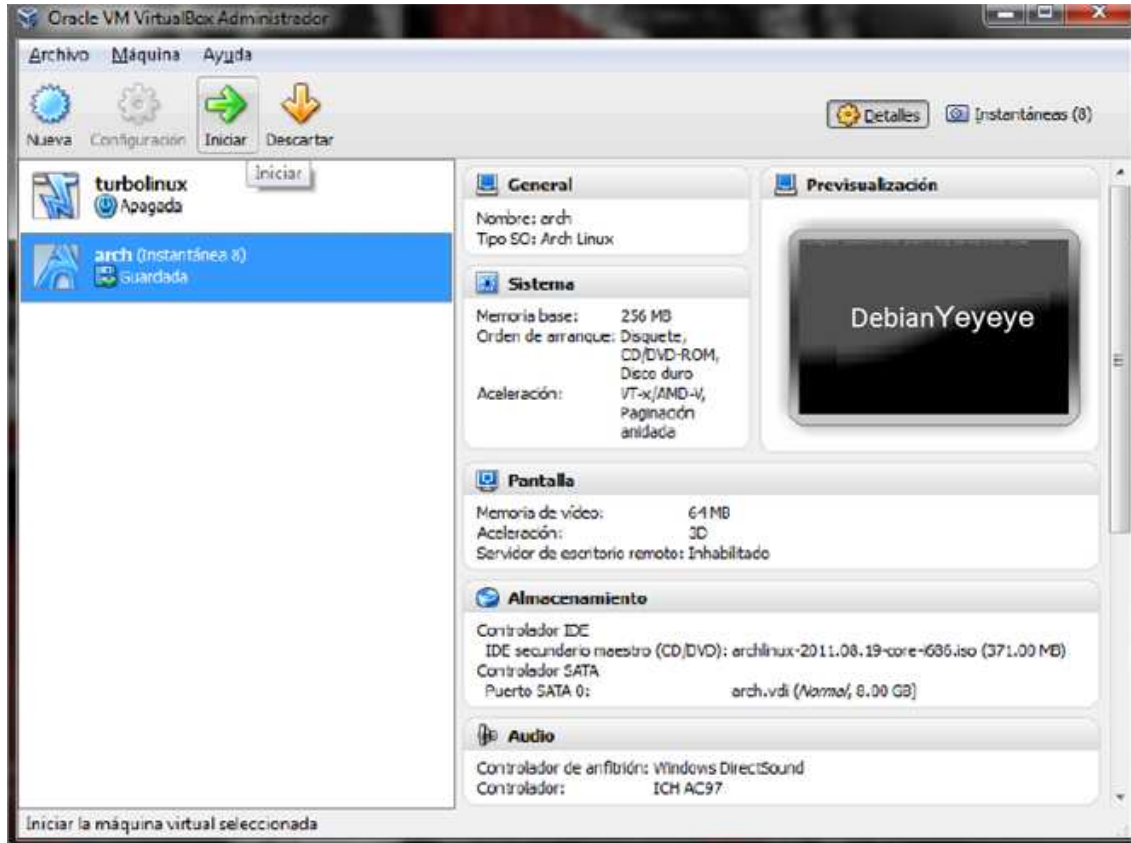 Oracle VM VirtualBox Administrador
Archivo Máquina Ayuda
Nueva Configuración Iniciar Descartar
Detalles Instantáneas (8)
Iniciar
turbolinux
Apagada
arch (Instantánea 8)
Guardada
General
Nombre: arch
Tipo SO: Arch Linux
Previsualización
DebianYeyeye
Sistema
Memoria base: 256 MB
Orden de arranque: Disquete,
CD/DVD-ROM,
Disco duro
Aceleración: VT-x/AMD-V,
Paginación
anidada
Pantalla
Memoria de vídeo: 64 MB
Aceleración: 3D
Servidor de escritorio remoto: Inhabilitado
Almacenamiento
Controlador IDE
IDE secundario maestro (CD/DVD): archlinux-2011.08.19-core-i686.iso (371.00 MB)
Controlador SATA
Puerto SATA 0: arch.vdi (Normal, 8.00 GB)
Audio
Controlador de anfitrión: Windows DirectSound
Controlador: ICH AC97
Iniciar la máquina virtual seleccionada